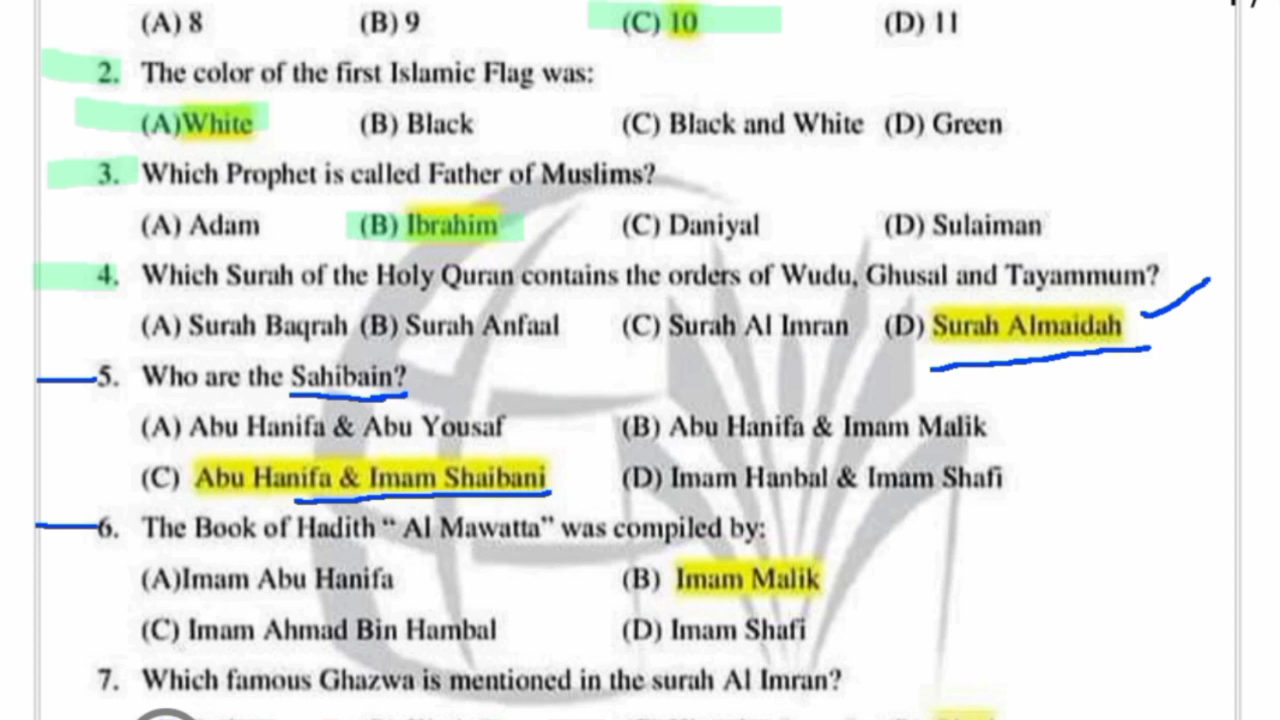 (A) 8 (B) 9 (C) 10 (D) 11
2. The color of the first Islamic Flag was:
(A)White (B) Black (C) Black and White (D) Green
3. Which Prophet is called Father of Muslims?
(A) Adam (B) Ibrahim (C) Daniyal (D) Sulaiman
4. Which Surah of the Holy Quran contains the orders of Wudu, Ghusal and Tayammum?
(A) Surah Baqrah (B) Surah Anfaal (C) Surah Al Imran (D) Surah Almaidah
5. Who are the Sahibain?
(A) Abu Hanifa & Abu Yousaf (B) Abu Hanifa & Imam Malik
(C) Abu Hanifa & Imam Shaibani (D) Imam Hanbal & Imam Shafi
6. The Book of Hadith “ Al Mawatta” was compiled by:
(A)Imam Abu Hanifa (B) Imam Malik
(C) Imam Ahmad Bin Hambal (D) Imam Shafi
7. Which famous Ghazwa is mentioned in the surah Al Imran?